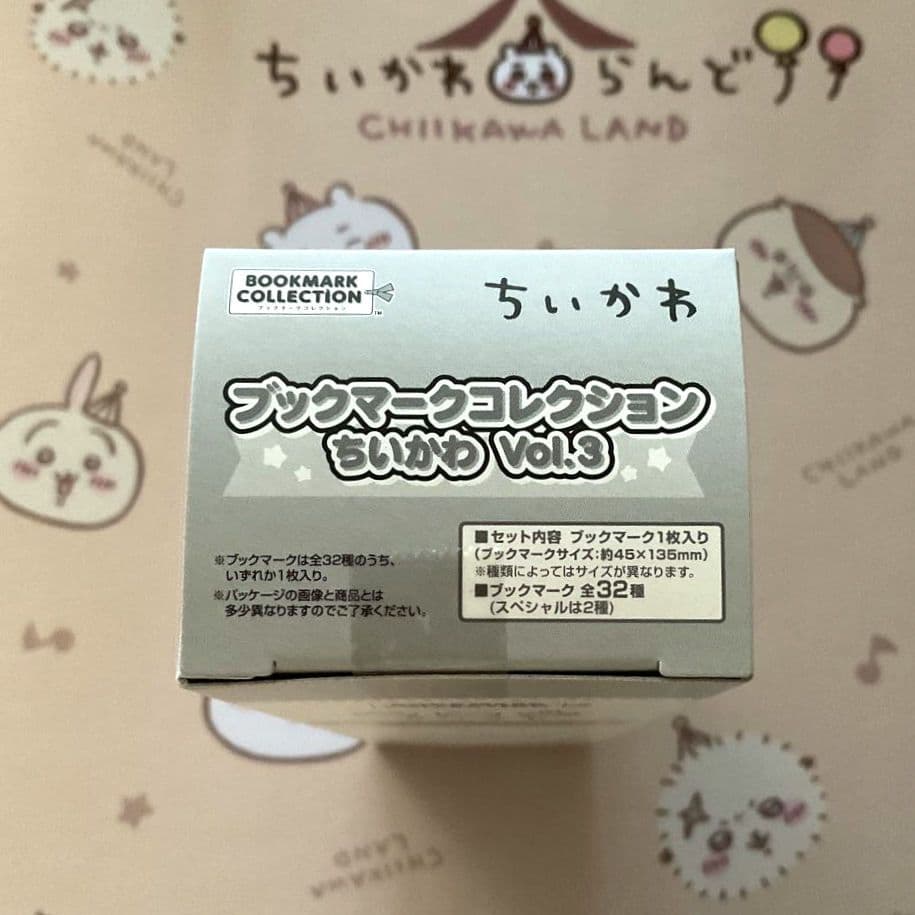 ちいかわらんど
CHIIKAWA LAND
CHIIKAWA
LAND
BOOKMARK
COLLECTION
ブックマークコレクション
TM
ちいかわ
ブックマークコレクション
ちいかわ Vol.3
※ブックマークは全32種のうち、
いずれか1枚入り。
※パッケージの画像と商品とは
多少異なりますのでご了承ください。
■セット内容 ブックマーク1枚入り
(ブックマークサイズ:約45×135mm)
※種類によってはサイズが異なります。
■ブックマーク 全32種
(スペシャルは2種)
CHIIKAWA
LAND
CHIIKAWA
LAND